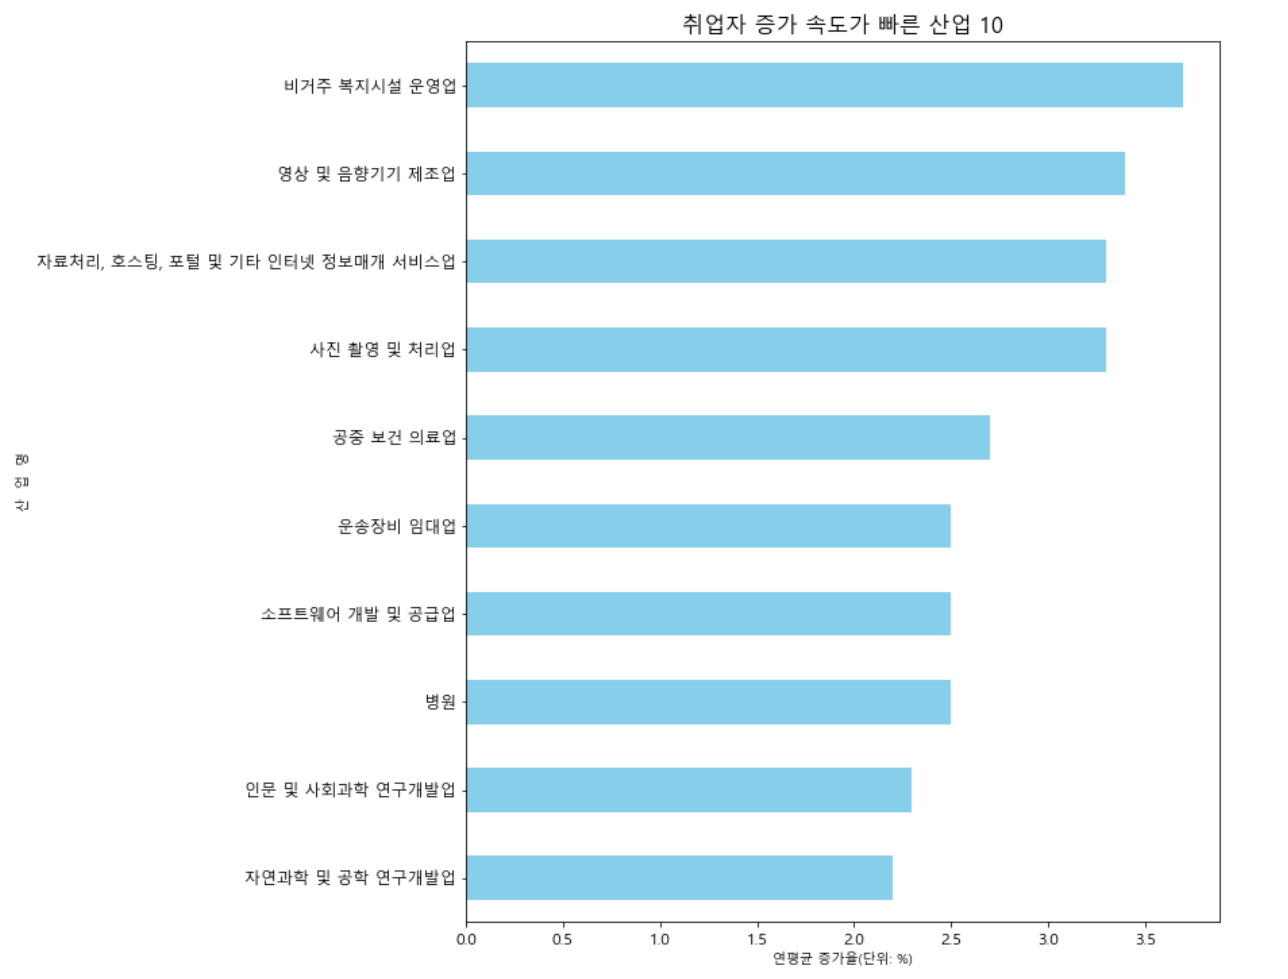 취업자 증가 속도가 빠른 산업 10
비거주 복지시설 운영업
영상 및 음향기기 제조업
자료처리, 호스팅, 포털 및 기타 인터넷 정보매개 서비스업
사진 촬영 및 처리업
공중 보건 의료업
운송장비 임대업
소프트웨어 개발 및 공급업
병원
인문 및 사회과학 연구개발업
자연과학 및 공학 연구개발업
산 업 명
0.0 0.5 1.0 1.5 2.0 2.5 3.0 3.5
연평균 증가율(단위: %)